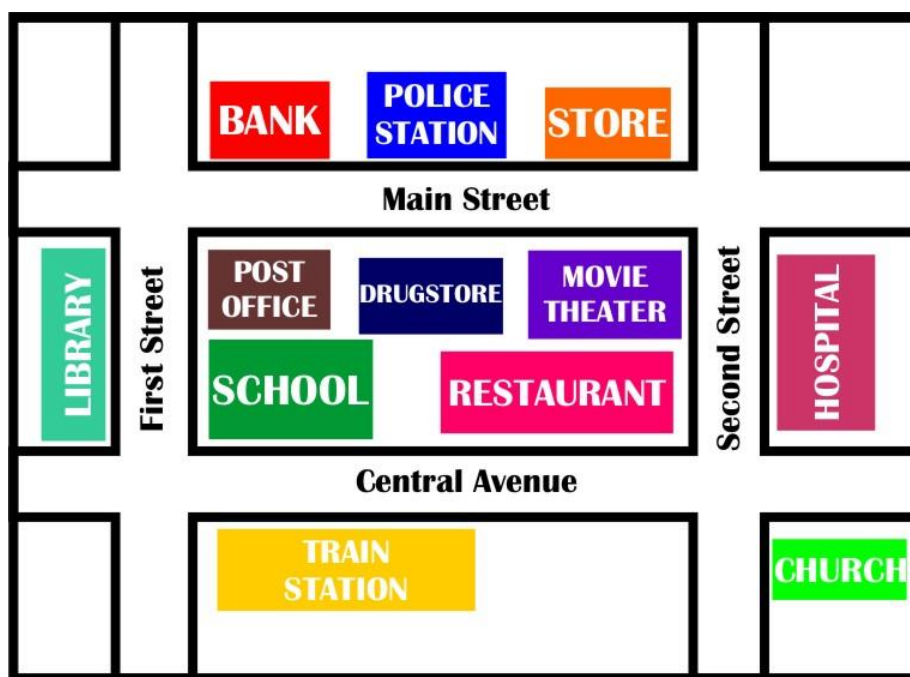 BANK
POLICE
STATION
STORE
Main Street
LIBRARY
First Street
POST
OFFICE
DRUGSTORE
MOVIE
THEATER
SCHOOL
RESTAURANT
Second Street
HOSPITAL
Central Avenue
TRAIN
STATION
CHURCH